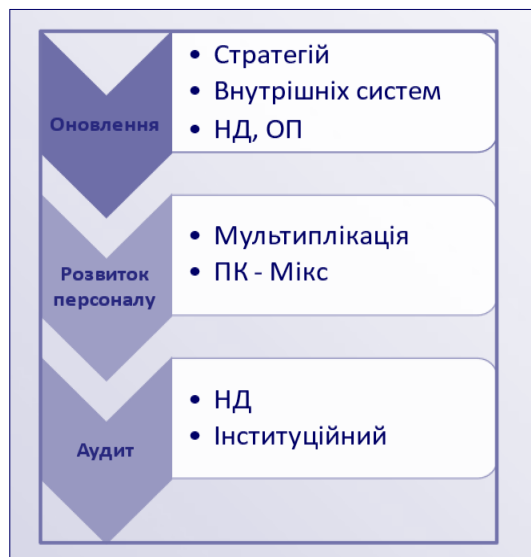 Оновлення
• Стратегій
• Внутрішніх систем
• НД, ОП
Розвиток
персоналу
• Мультиплікація
• ПК - Мікс
Аудит
• НД
• Інституційний